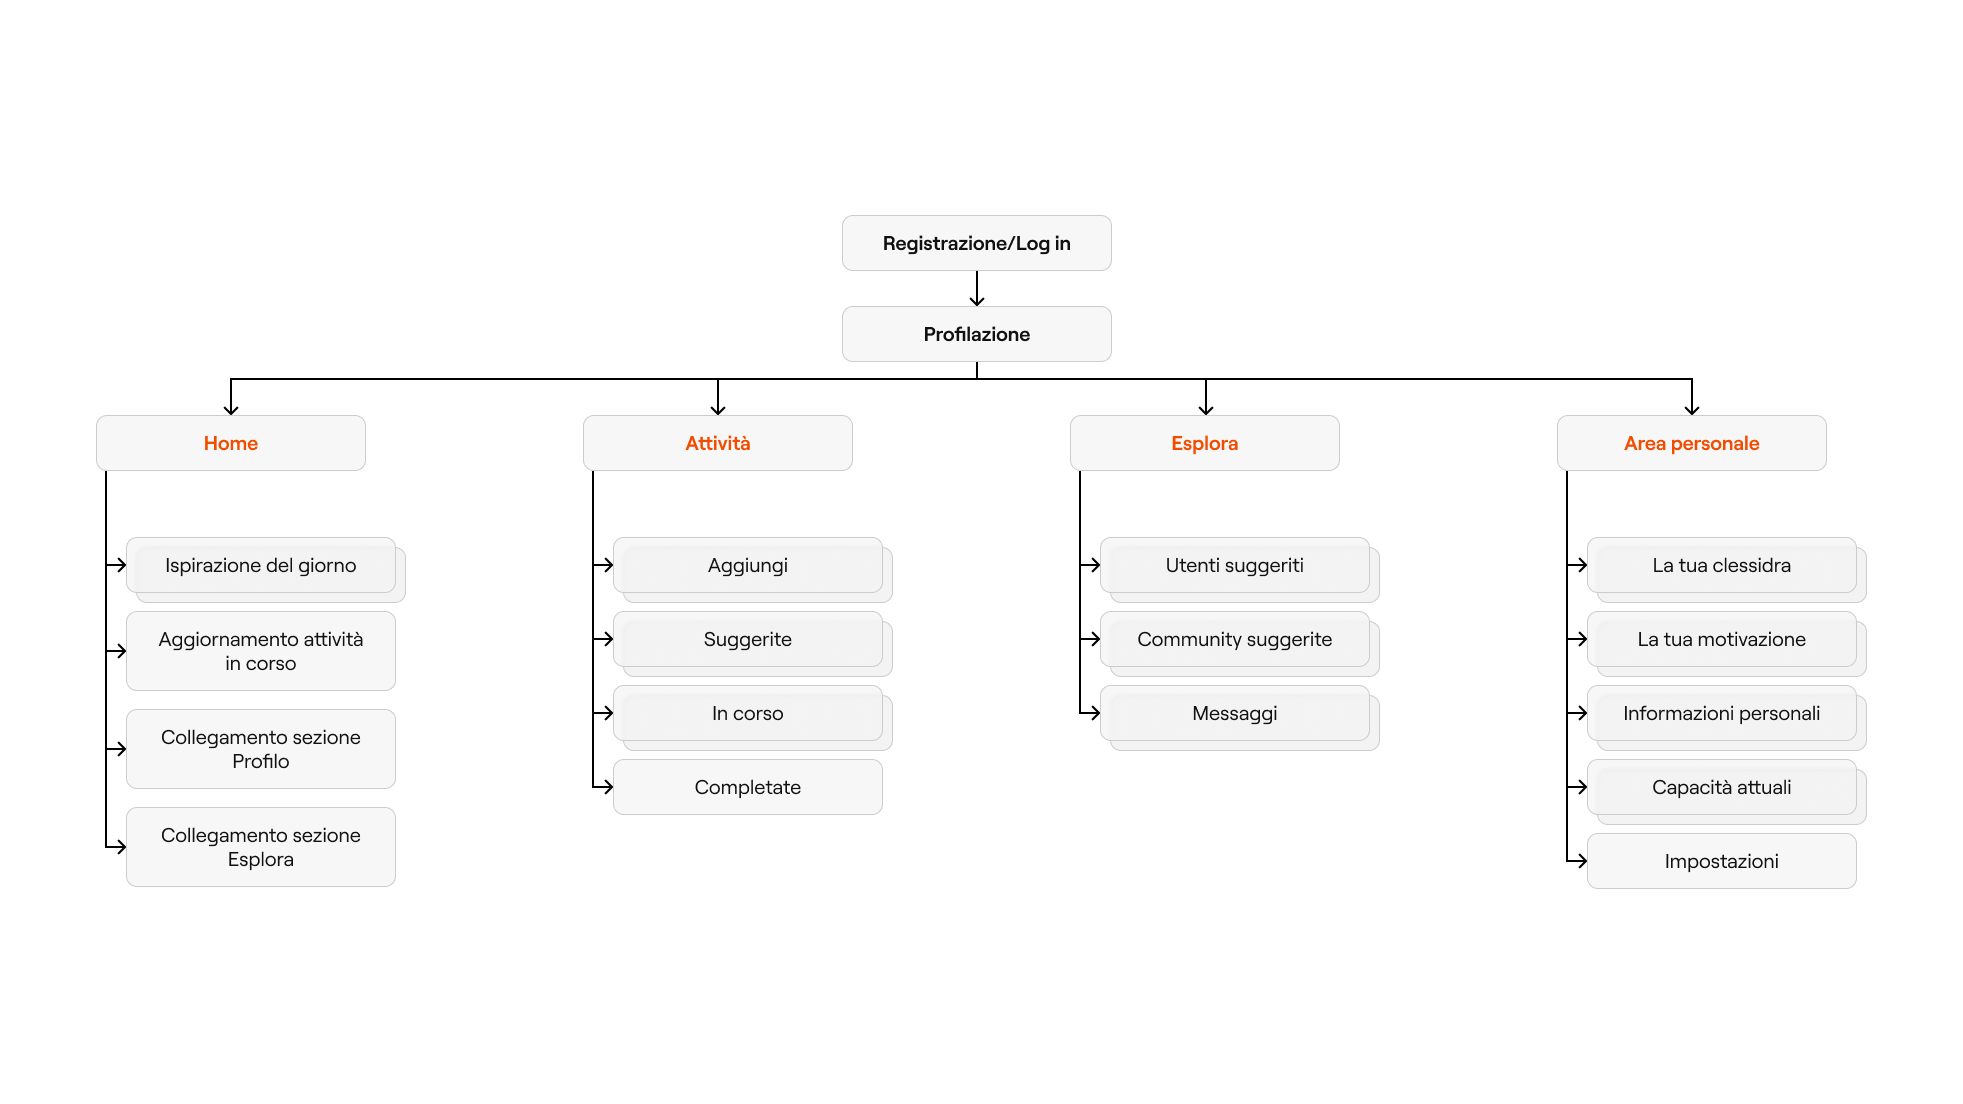 Registrazione/Log in
Profilazione
Home
Attività
Esplora
Area personale
Ispirazione del giorno
Aggiornamento attività
in corso
Collegamento sezione
Profilo
Collegamento sezione
Esplora
Aggiungi
Suggerite
In corso
Completate
Utenti suggeriti
Community suggerite
Messaggi
La tua clessidra
La tua motivazione
Informazioni personali
Capacità attuali
Impostazioni